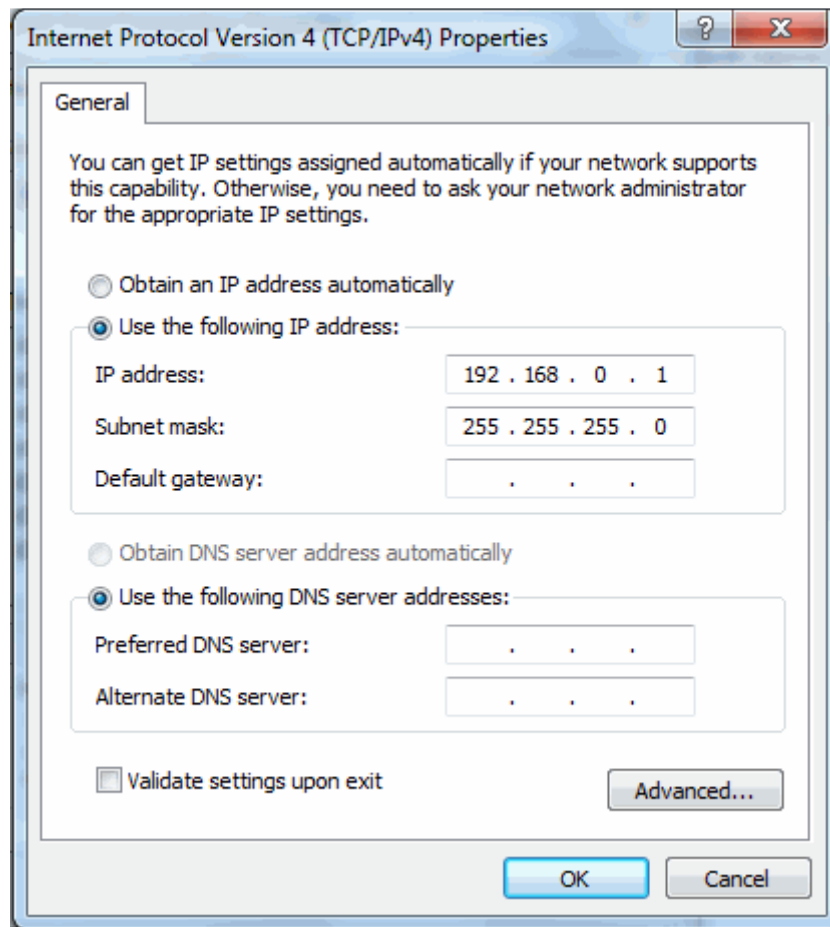 Internet Protocol Version 4 (TCP/IPv4) Properties
General
You can get IP settings assigned automatically if your network supports
this capability. Otherwise, you need to ask your network administrator
for the appropriate IP settings.
Obtain an IP address automatically
Use the following IP address:
IP address: 192 . 168 . 0 . 1
Subnet mask: 255 . 255 . 255 . 0
Default gateway: . . .
Obtain DNS server address automatically
Use the following DNS server addresses:
Preferred DNS server: . . .
Alternate DNS server: . . .
Validate settings upon exit
Advanced...
OK Cancel